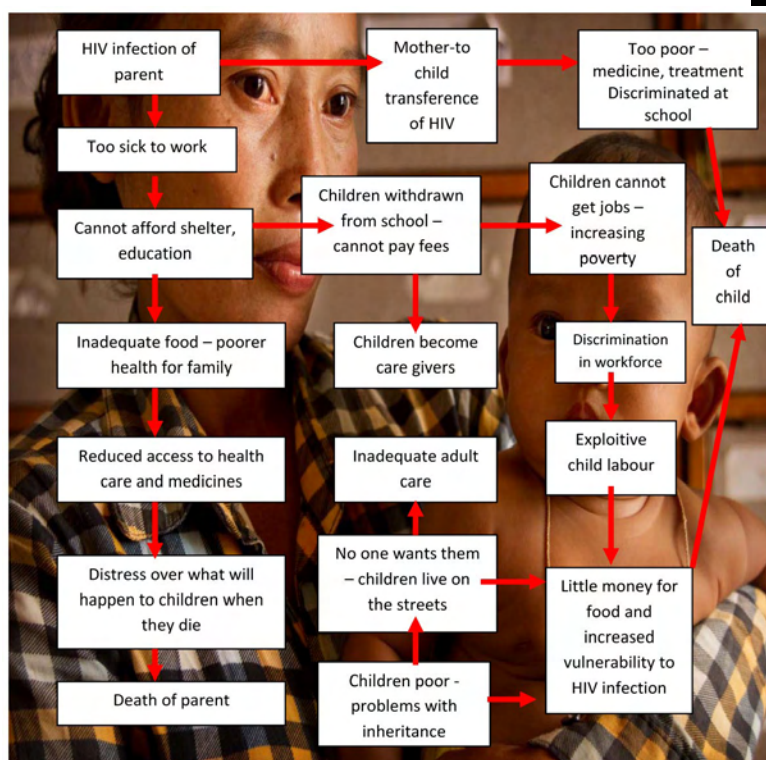 HIV infection of
parent
Mother-to
child
transference
of HIV
Too poor –
medicine, treatment
Discriminated at
school
Too sick to work
Cannot afford shelter,
education
Children withdrawn
from school –
cannot pay fees
Children cannot
get jobs –
increasing
poverty
Death
of
child
Inadequate food – poorer
health for family
Children become
care givers
Discrimination
in workforce
Reduced access to health
care and medicines
Inadequate adult
care
Exploitive
child labour
Distress over what will
happen to children when
they die
No one wants them
– children live on
the streets
Little money for
food and
increased
vulnerability to
HIV infection
Death of parent
Children poor -
problems with
inheritance